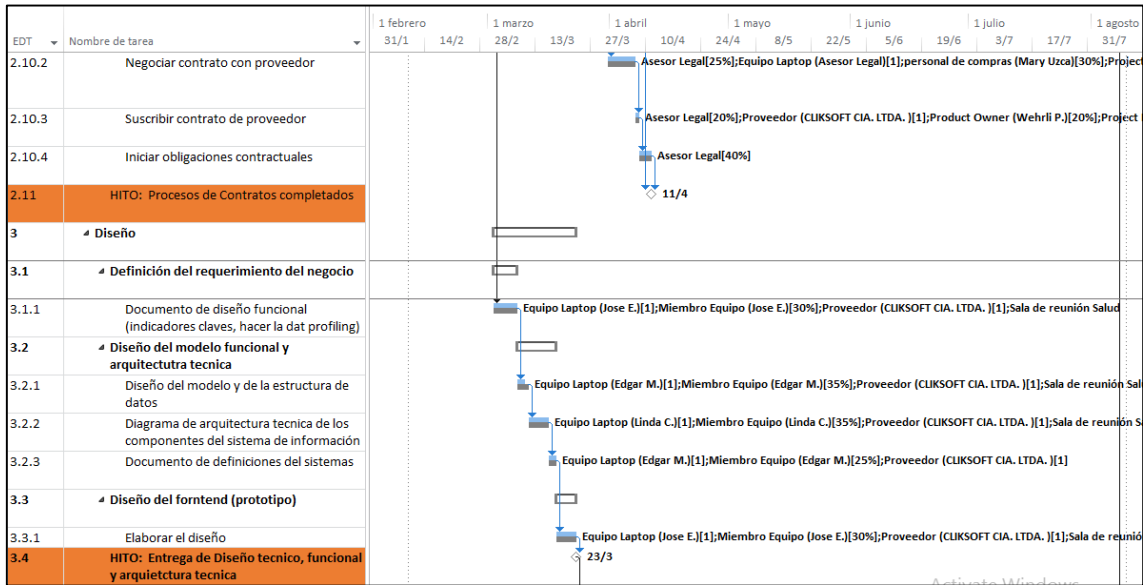 1 febrero 1 marzo 1 abril 1 mayo 1 junio 1 julio 1 agosto
EDT Nombre de tarea 31/1 14/2 28/2 13/3 27/3 10/4 24/4 8/5 22/5 5/6 19/6 3/7 17/7 31/7
2.10.2 Negociar contrato con proveedor Asesor Legal[25%];Equipo Laptop (Asesor Legal)[1];personal de compras (Mary Uzca)[30%];Project
2.10.3 Suscribir contrato de proveedor Asesor Legal[20%];Proveedor (CLIKSOFT CIA. LTDA. )[1];Product Owner (Wehrli P.)[20%];Project
2.10.4 Iniciar obligaciones contractuales Asesor Legal[40%]
2.11 HITO: Procesos de Contratos completados 11/4
3 Diseño
3.1 Definición del requerimiento del negocio
3.1.1 Documento de diseño funcional Equipo Laptop (Jose E.)[1];Miembro Equipo (Jose E.)[30%];Proveedor (CLIKSOFT CIA. LTDA. )[1];Sala de reunión Salud
(indicadores claves, hacer la dat profiling)
3.2 Diseño del modelo funcional y
arquitectutra tecnica
3.2.1 Diseño del modelo y de la estructura de Equipo Laptop (Edgar M.)[1];Miembro Equipo (Edgar M.)[35%];Proveedor (CLIKSOFT CIA. LTDA. )[1];Sala de reunión Sal
datos
3.2.2 Diagrama de arquitectura tecnica de los Equipo Laptop (Linda C.)[1];Miembro Equipo (Linda C.)[35%];Proveedor (CLIKSOFT CIA. LTDA. )[1];Sala de reunión S
componentes del sistema de información
3.2.3 Documento de definiciones del sistemas Equipo Laptop (Edgar M.)[1];Miembro Equipo (Edgar M.)[25%];Proveedor (CLIKSOFT CIA. LTDA. )[1]
3.3 Diseño del forntend (prototipo)
3.3.1 Elaborar el diseño Equipo Laptop (Jose E.)[1];Miembro Equipo (Jose E.)[30%];Proveedor (CLIKSOFT CIA. LTDA. )[1];Sala de reunió
3.4 HITO: Entrega de Diseño tecnico, funcional 23/3
y arquietctura tecnica
Activate Windows